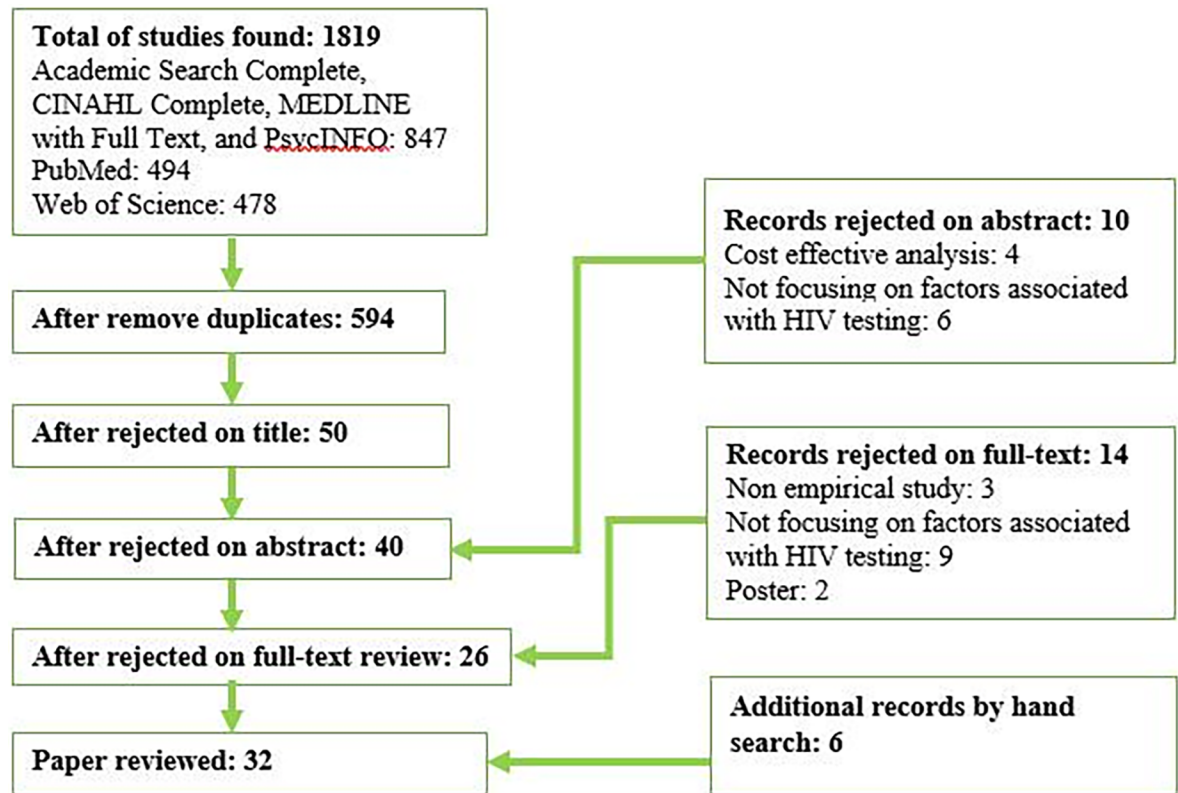 Total of studies found: 1819
Academic Search Complete,
CINAHL Complete, MEDLINE
with Full Text, and PsycINFO: 847
PubMed: 494
Web of Science: 478
After remove duplicates: 594
After rejected on title: 50
Records rejected on abstract: 10
Cost effective analysis: 4
Not focusing on factors associated
with HIV testing: 6
After rejected on abstract: 40
Records rejected on full-text: 14
Non empirical study: 3
Not focusing on factors associated
with HIV testing: 9
Poster: 2
After rejected on full-text review: 26
Additional records by hand
search: 6
Paper reviewed: 32